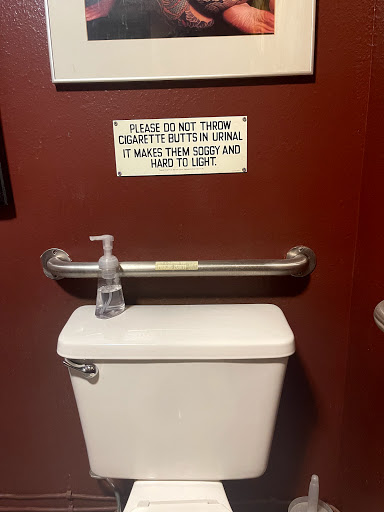 PLEASE DO NOT THROW
CIGARETTE BUTTS IN URINAL
IT MAKES THEM SOGGY AND
HARD TO LIGHT.